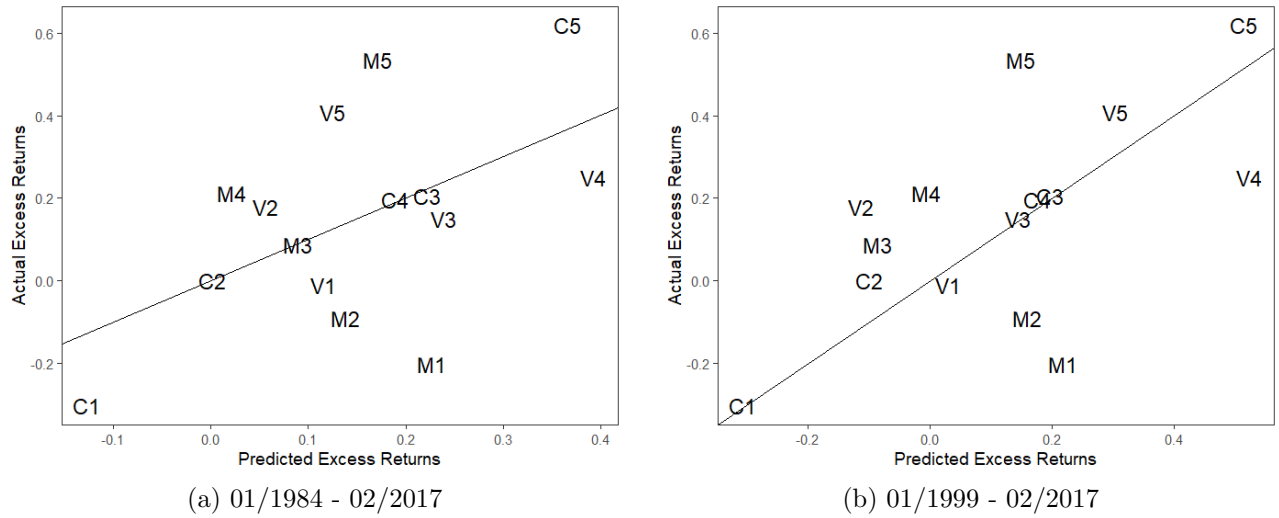 Actual Excess Returns
0.6
0.4
0.2
0.0
-0.2
C5
M5
V5
V4
M4
V2
C4
C3
V3
M3
C2
V1
M2
M1
C1
-0.1
0.0
0.1
0.2
0.3
0.4
Predicted Excess Returns
(a) 01/1984 - 02/2017
Actual Excess Returns
0.6
0.4
0.2
0.0
-0.2
C5
M5
V5
V4
M4
V2
C4
C3
V3
M3
C2
V1
M2
M1
C1
-0.2
0.0
0.2
0.4
Predicted Excess Returns
(b) 01/1999 - 02/2017